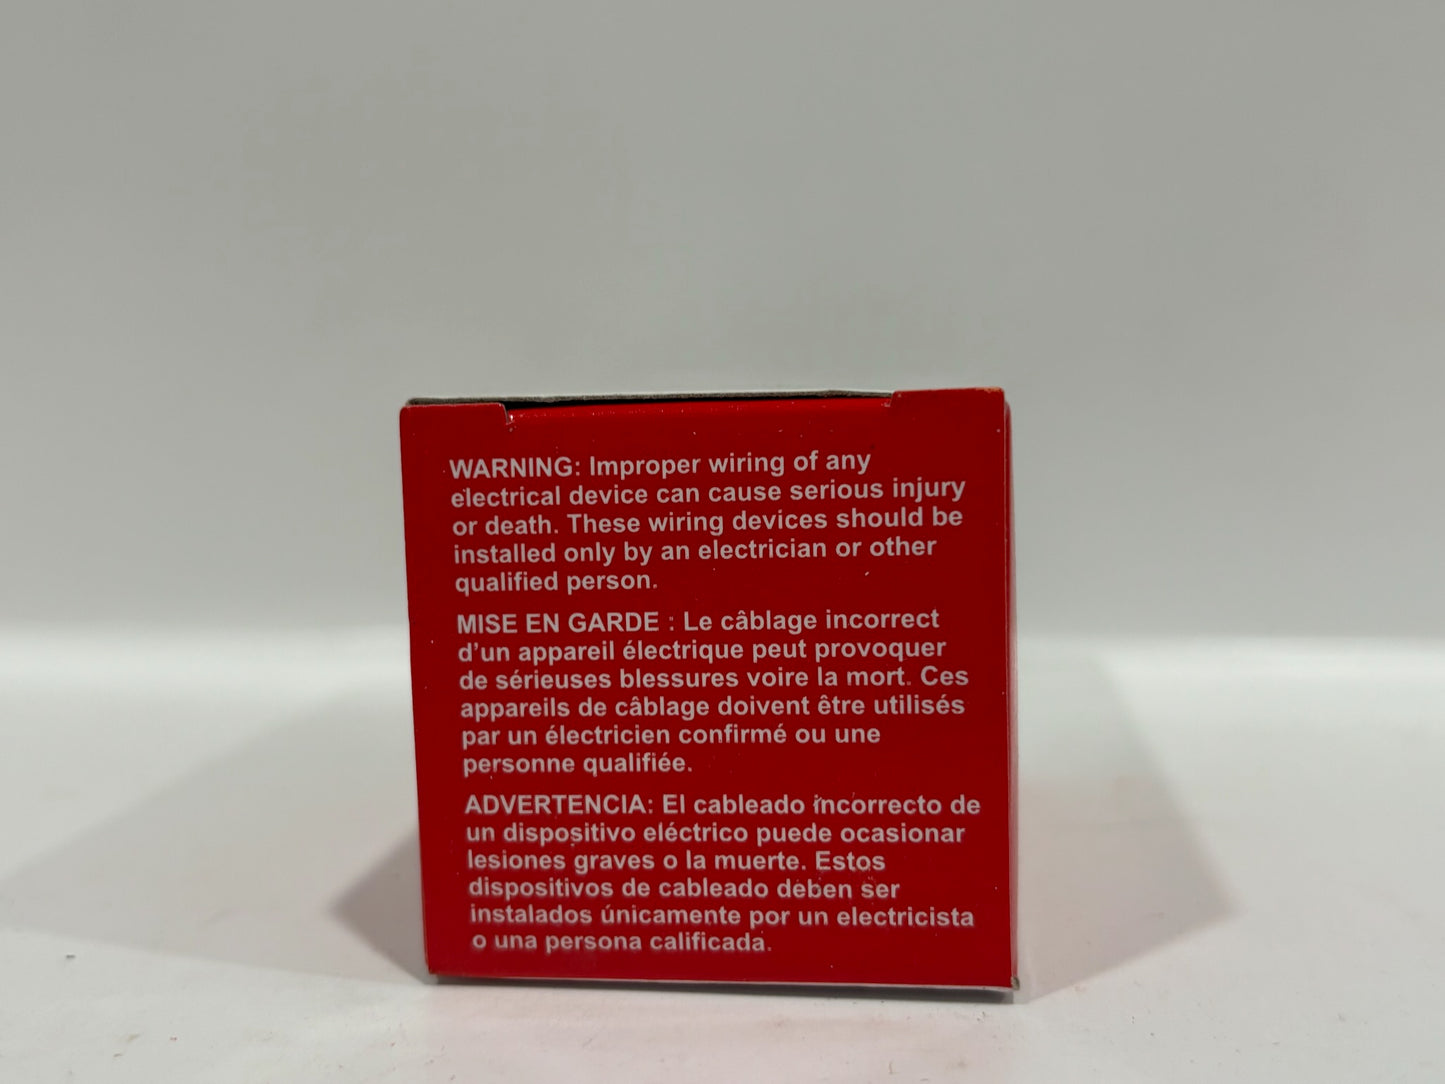 WARNING: Improper wiring of any
electrical device can cause serious injury
or death. These wiring devices should be
installed only by an electrician or other
qualified person.
MISE EN GARDE : Le câblage incorrect
d’un appareil électrique peut provoquer
de sérieuses blessures voire la mort. Ces
appareils de câblage doivent être utilisés
par un électricien confirmé ou une
personne qualifiée.
ADVERTENCIA: El cableado incorrecto de
un dispositivo eléctrico puede ocasionar
lesiones graves o la muerte. Estos
dispositivos de cableado deben ser
instalados únicamente por un electricista
o una persona calificada.